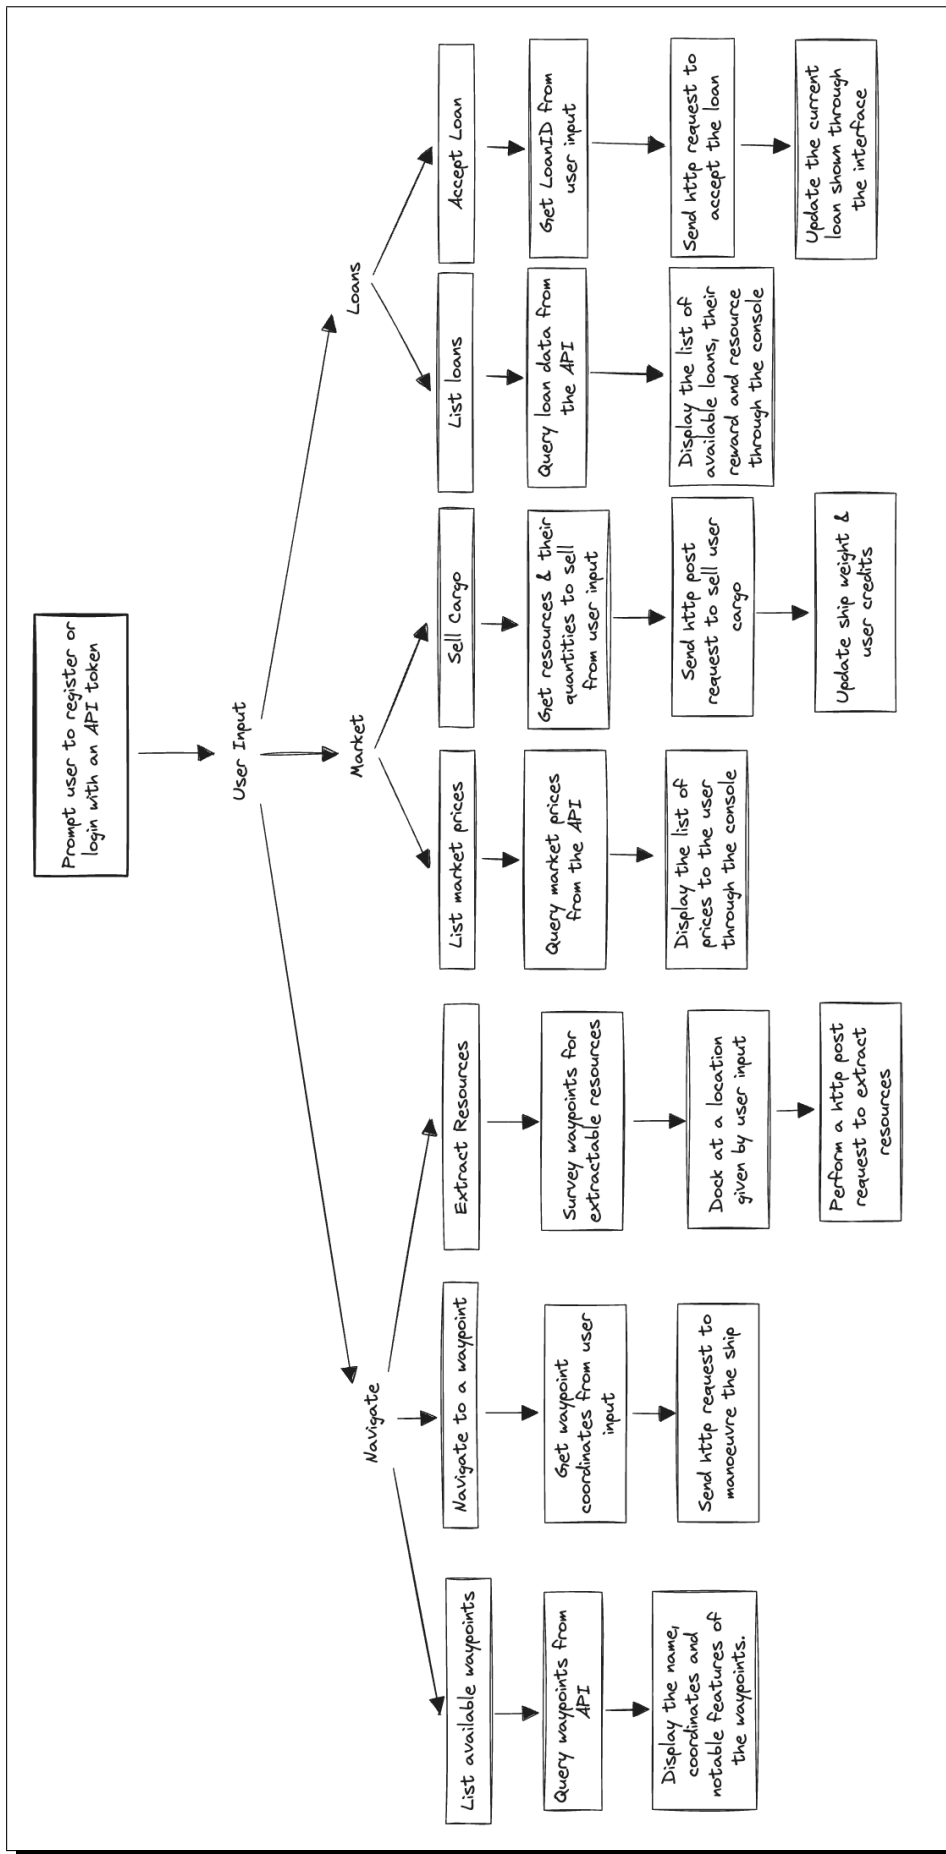 Prompt user to register or
login with an API token
User Input
Navigate
Market
Loans
List available waypoints
Query waypoints from
API
Display the name,
coordinates and
notable features of
the waypoints.
Navigate to a waypoint
Get waypoint
coordinates from user
input
Send http request to
manoeuvre the ship
Extract Resources
Survey waypoints for
extractable resources
Dock at a location
given by user input
Perform a http post
request to extract
resources
List market prices
Query market prices
from the API
Display the list of
prices to the user
through the console
Sell Cargo
Get resources & their
quantities to sell
from user input
Send http post
request to sell user
cargo
Update ship weight &
user credits
List loans
Query loan data from
the API
Display the list of
available loans, their
reward and resource
through the console
Accept Loan
Get LoanID from
user input
Send http request to
accept the loan
Update the current
loan shown through
the interface